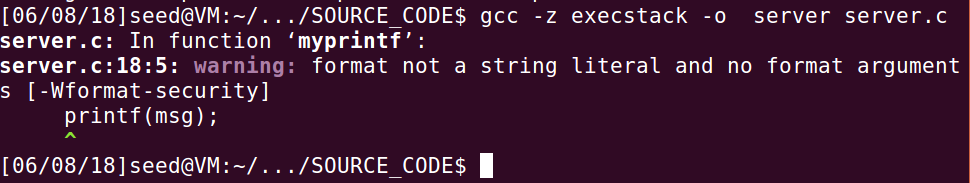 [06/08/18]seed@VM:~/.../SOURCE_CODE$ gcc -z execstack -o  server server.c
server.c: In function ‘myprintf’:
server.c:18:5: warning: format not a string literal and no format argument
s [-Wformat-security]
     printf(msg);
     ^
[06/08/18]seed@VM:~/.../SOURCE_CODE$